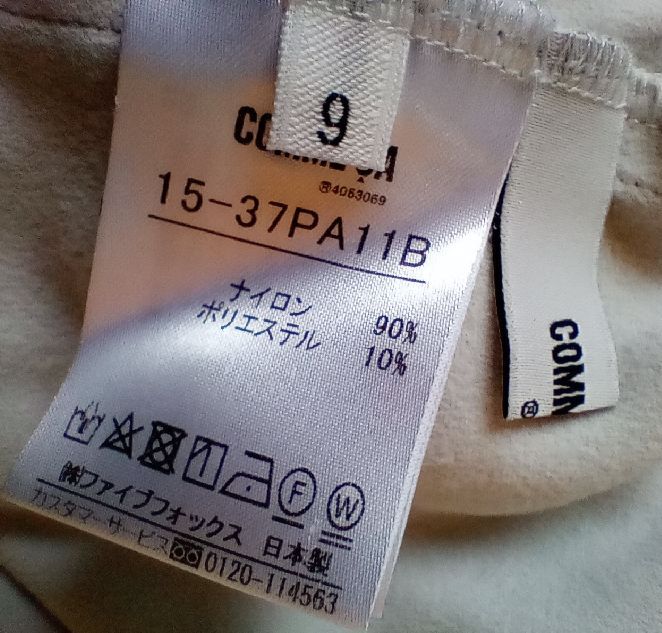 9
COMME ÇA
®4053069
15-37PA11B
ナイロン 90%
ポリエステル 10%
F W
㈱ファイブフォックス 日本製
カスタマーサービス 0120-114563
COMM
®